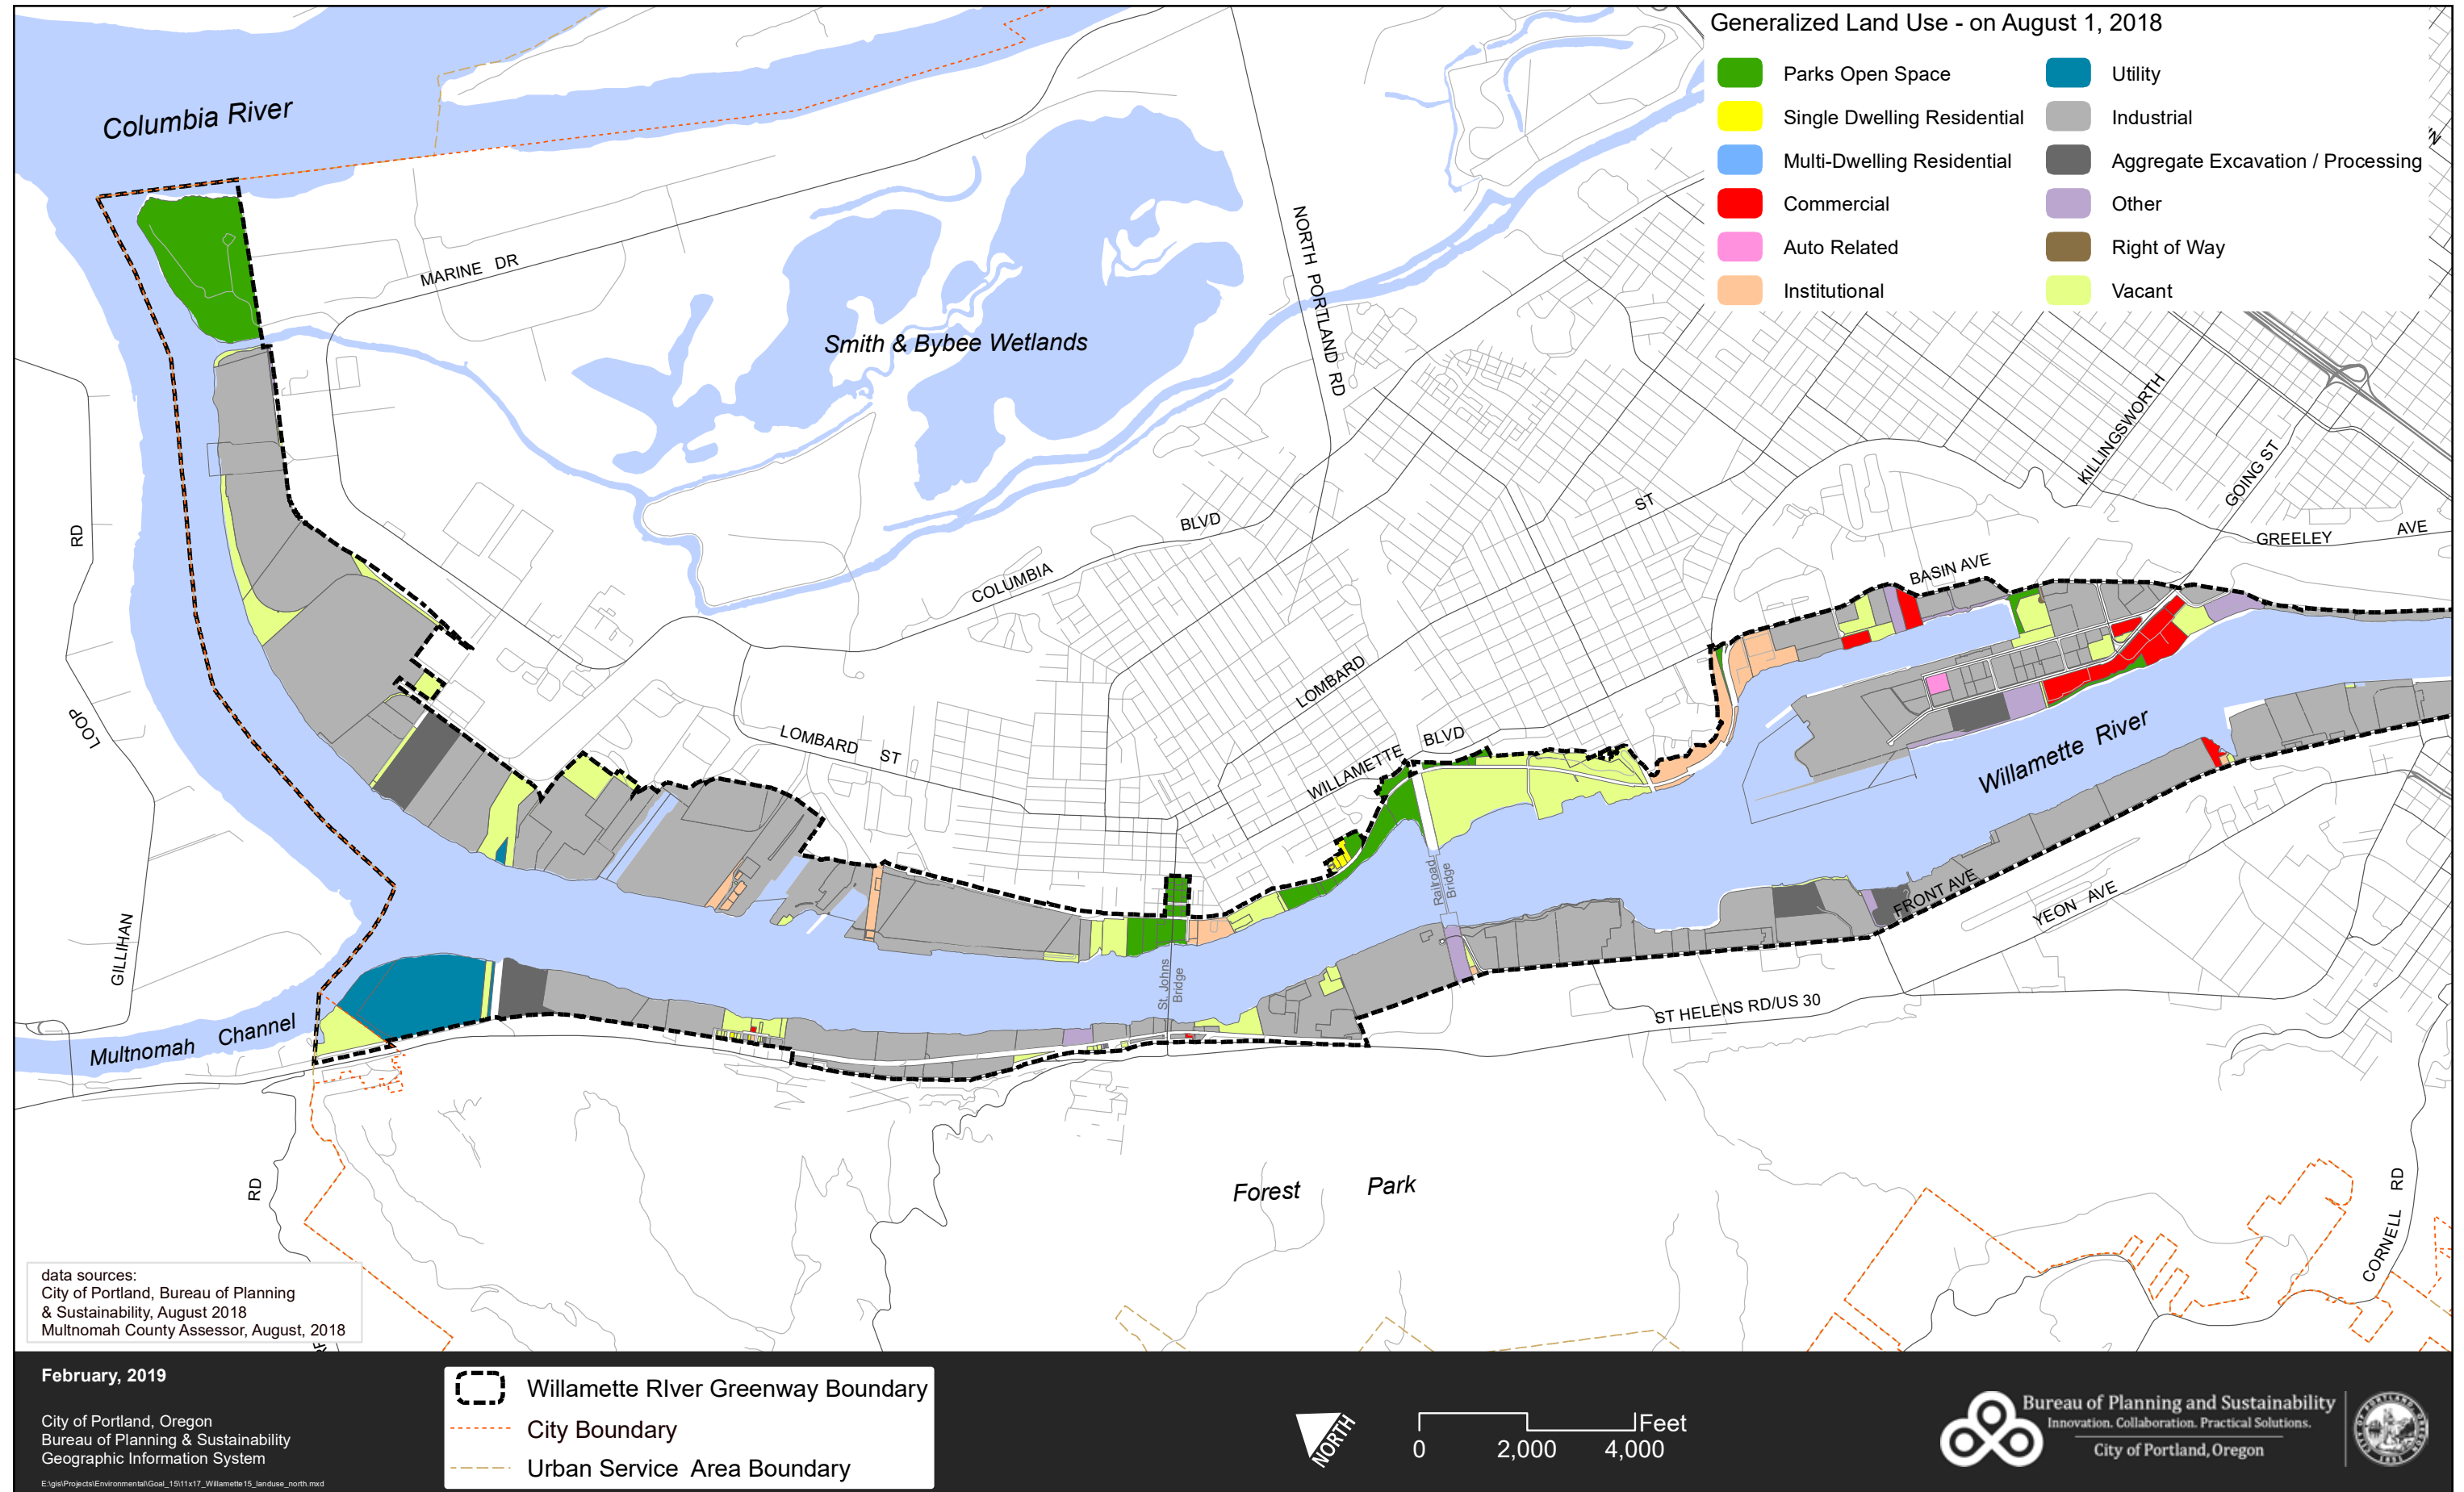 Generalized Land Use - on August 1, 2018
Parks Open Space
Single Dwelling Residential
Multi-Dwelling Residential
Commercial
Auto Related
Institutional
Utility
Industrial
Aggregate Excavation / Processing
Other
Right of Way
Vacant
Columbia River
MARINE DR
Smith & Bybee Wetlands
NORTH PORTLAND RD
KILLINGSWORTH
GOING ST
GREELEY AVE
BASIN AVE
COLUMBIA BLVD
LOMBARD ST
LOMBARD ST
WILLAMETTE BLVD
RD
LOOP
GILLIHAN
Willamette River
Railroad
Bridge
St. Johns
Bridge
FRONT AVE
YEON AVE
ST HELENS RD/US 30
Multnomah Channel
Forest Park
RD
CORNELL RD
data sources:
City of Portland, Bureau of Planning
& Sustainability, August 2018
Multnomah County Assessor, August, 2018
February, 2019
City of Portland, Oregon
Bureau of Planning & Sustainability
Geographic Information System
E:\gis\Projects\Environmental\Goal_15\11x17_Willamette15_landuse_north.mxd
Willamette RIver Greenway Boundary
City Boundary
Urban Service Area Boundary
NORTH
Feet
0 2,000 4,000
Bureau of Planning and Sustainability
Innovation. Collaboration. Practical Solutions.
City of Portland, Oregon